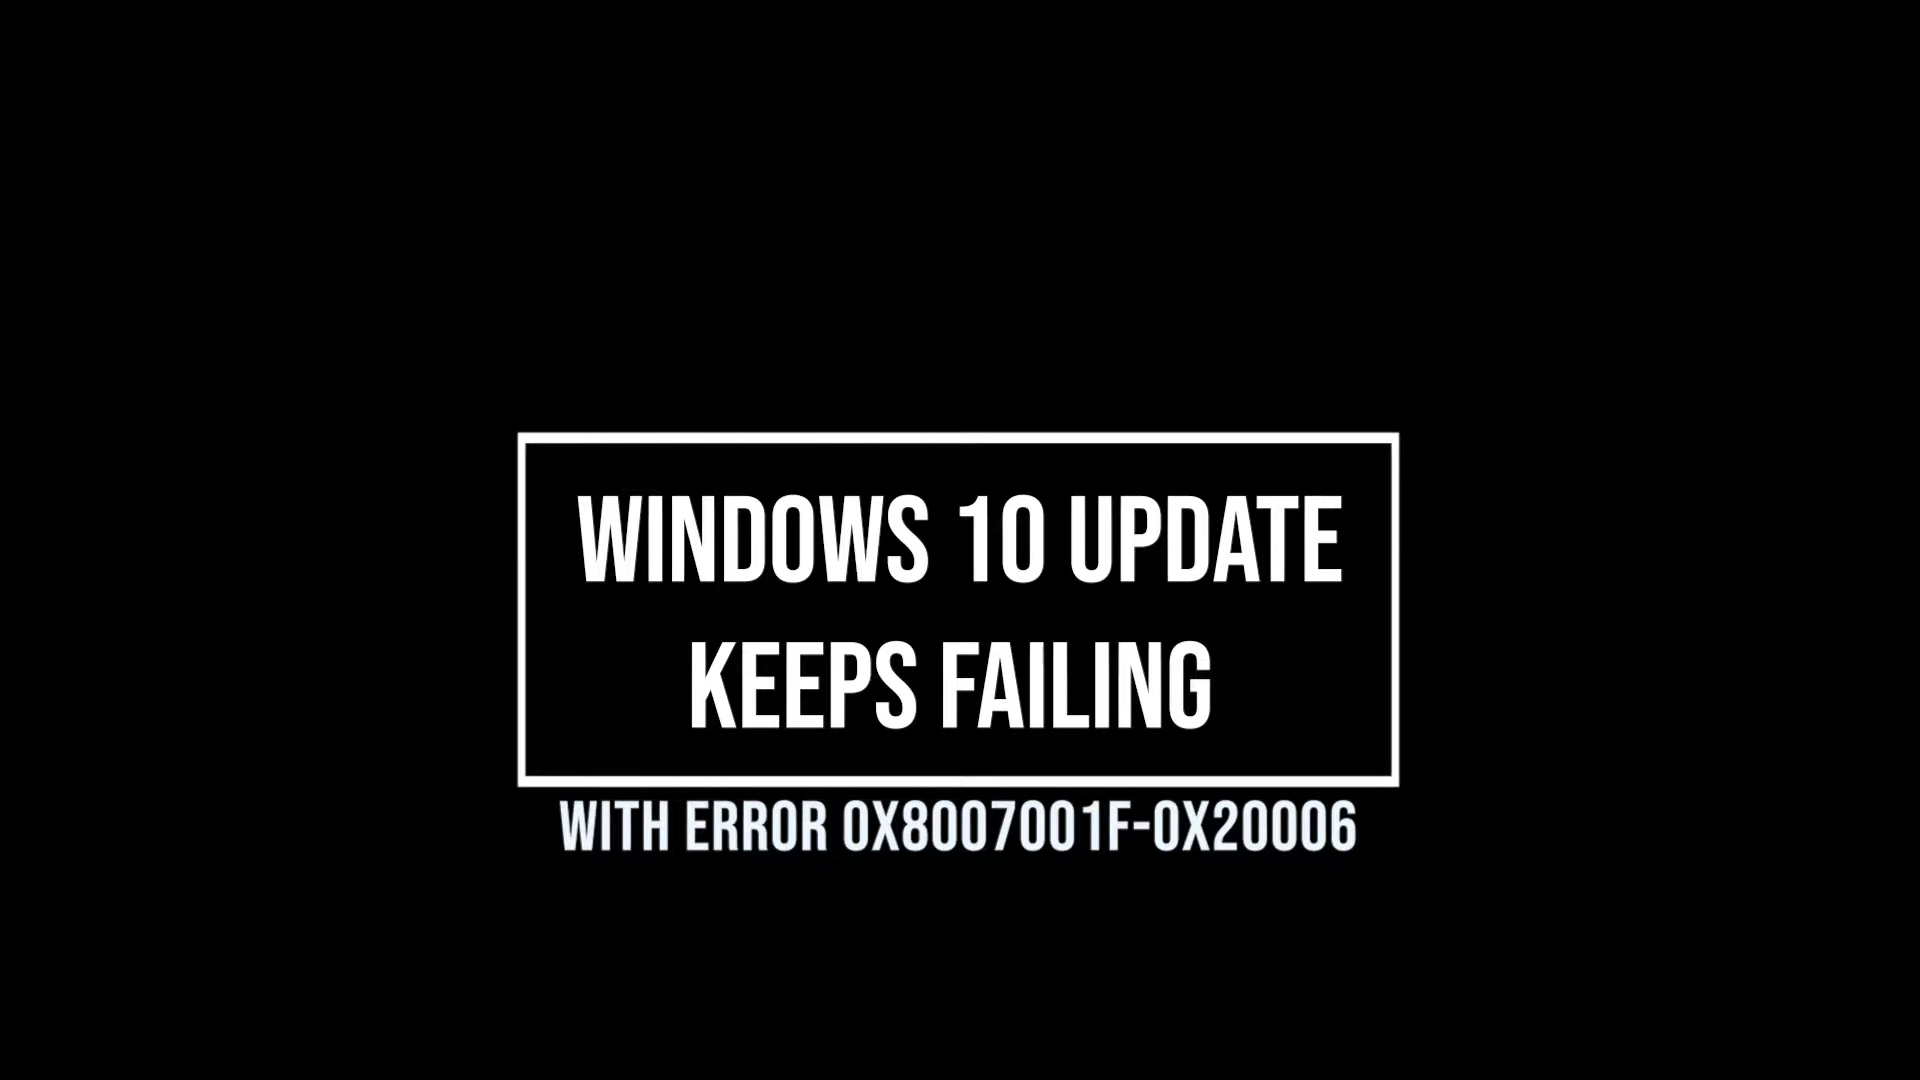 WINDOWS 10 UPDATE
KEEPS FAILING
WITH ERROR 0X8007001F-0X20006